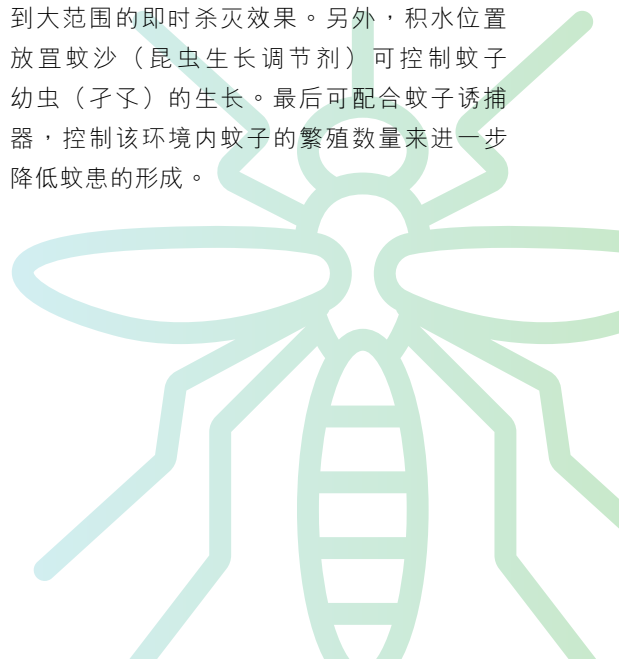 到大范围的即时杀灭效果。另外，积水位置
放置蚊沙（昆虫生长调节剂）可控制蚊子
幼虫（孑孓）的生长。最后可配合蚊子诱捕
器，控制该环境内蚊子的繁殖数量来进一步
降低蚊患的形成。